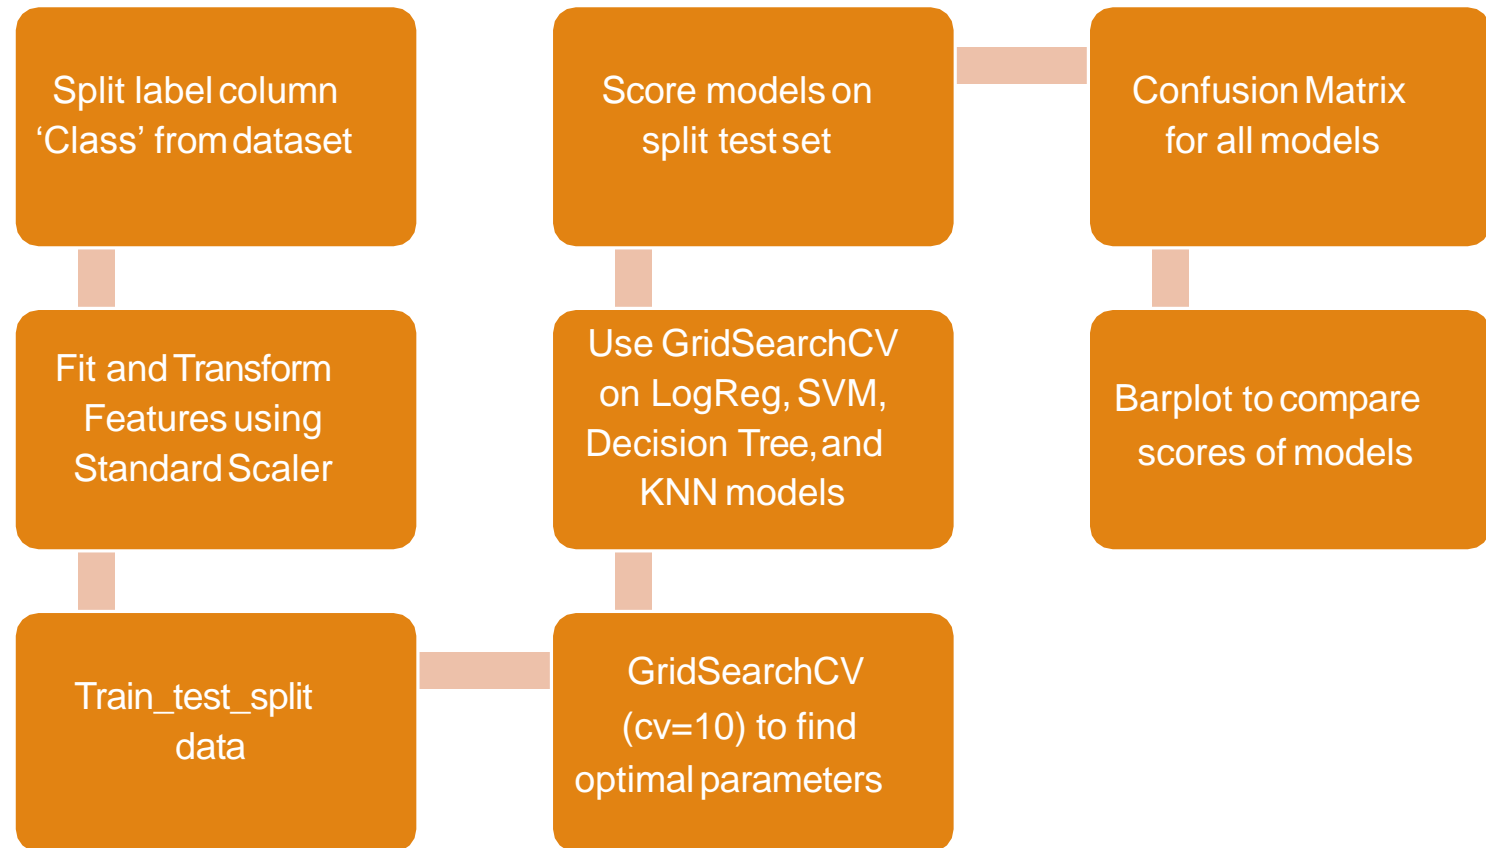 Split label column
‘Class’ from dataset
Fit and Transform
Features using
Standard Scaler
Train_test_split
data
GridSearchCV
(cv=10) to find
optimal parameters
Use GridSearchCV
on LogReg, SVM,
Decision Tree, and
KNN models
Score models on
split test set
Confusion Matrix
for all models
Barplot to compare
scores of models